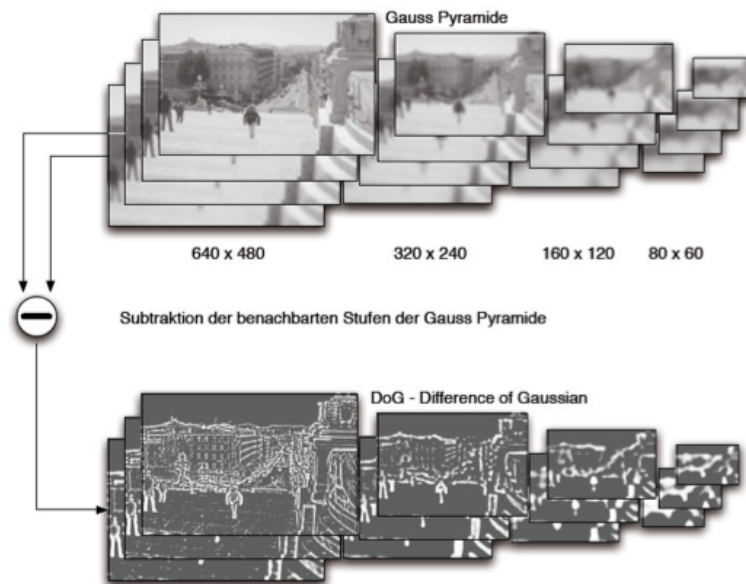 Gauss Pyramide
640 x 480 320 x 240 160 x 120 80 x 60
Subtraktion der benachbarten Stufen der Gauss Pyramide
DoG - Difference of Gaussian